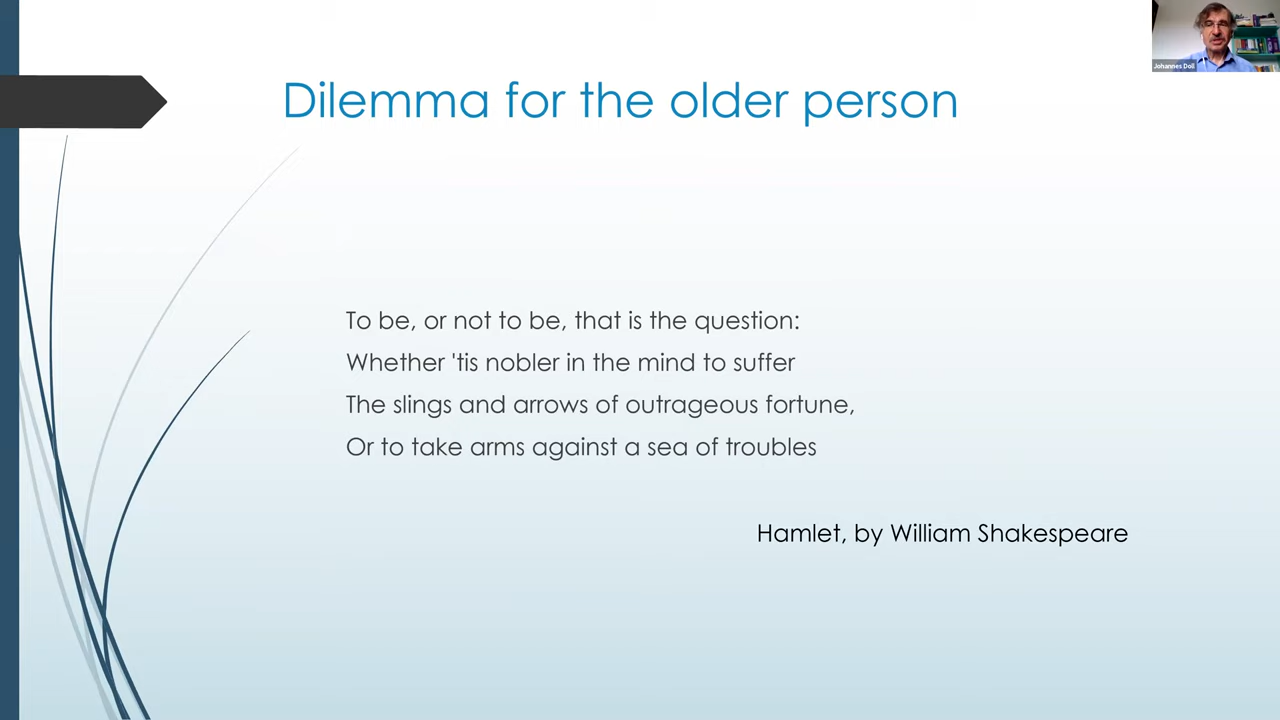 Johannes Doll
Dilemma for the older person
To be, or not to be, that is the question:
Whether 'tis nobler in the mind to suffer
The slings and arrows of outrageous fortune,
Or to take arms against a sea of troubles
Hamlet, by William Shakespeare